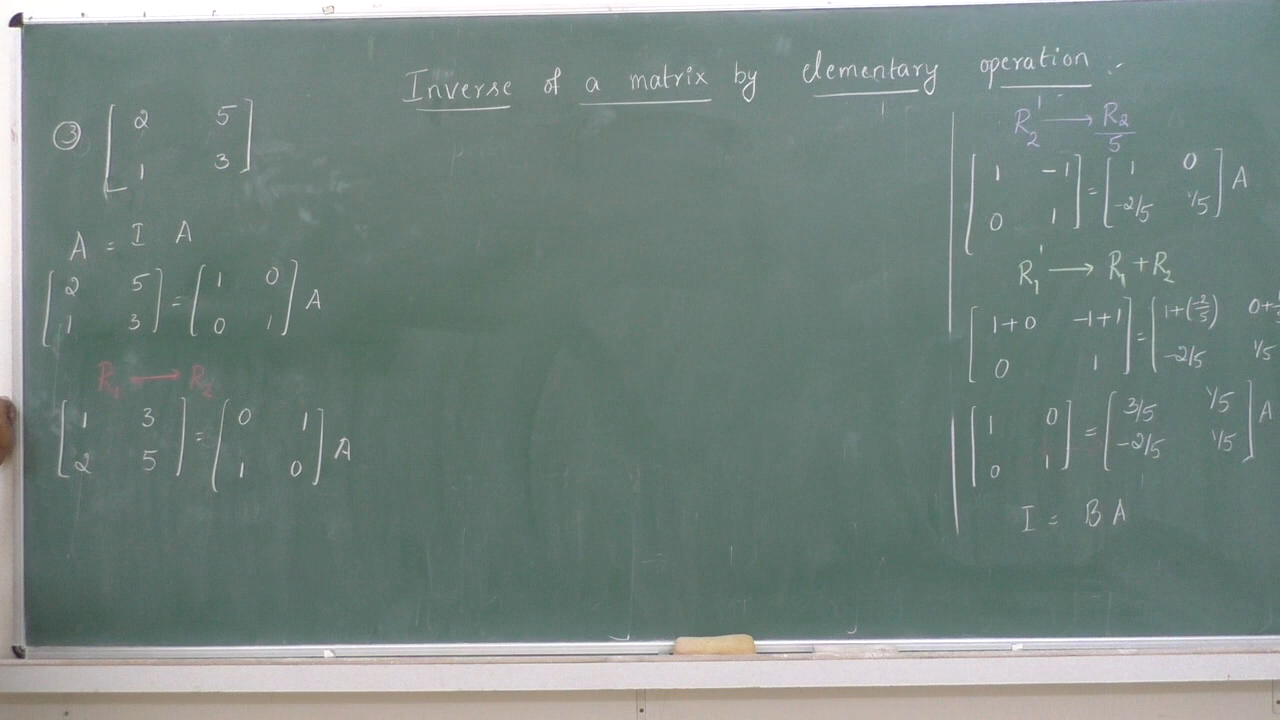 Inverse of a matrix by elementary operation :-
③ [ 2 5
1 3 ]
A = I A
[ 2 5 ] = [ 1 0 ] A
[ 1 3 ] [ 0 1 ]
R₁ ⟷ R₂
[ 1 3 ] = [ 0 1 ] A
[ 2 5 ] [ 1 0 ]
R₂' → R₂/5
[ 1 -1 ] = [ 1 0 ] A
[ 0 1 ] [ -2/5 1/5 ]
R₁' → R₁ + R₂
[ 1+0 -1+1 ] = [ 1+(-2/5) 0+
[ 0 1 ] [ -2/5 1/5
[ 1 0 ] = [ 3/5 1/5 ] A
[ 0 1 ] [ -2/5 1/5 ]
I = B A